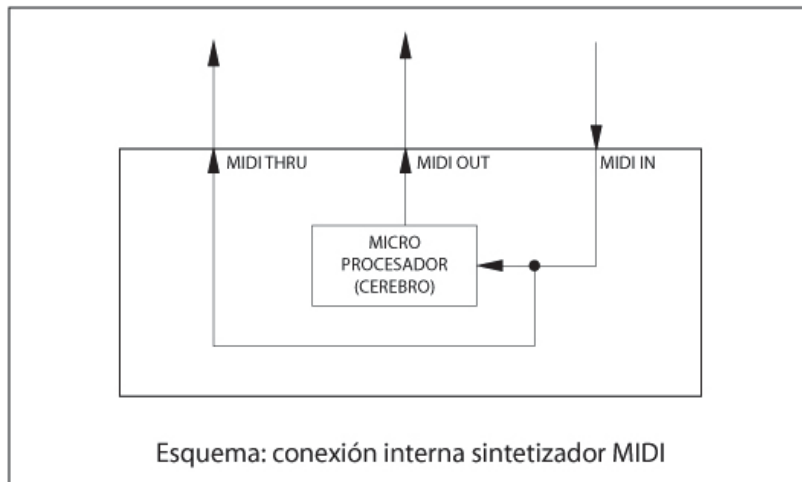 MIDI THRU
MIDI OUT
MIDI IN
MICRO
PROCESADOR
(CEREBRO)
Esquema: conexión interna sintetizador MIDI